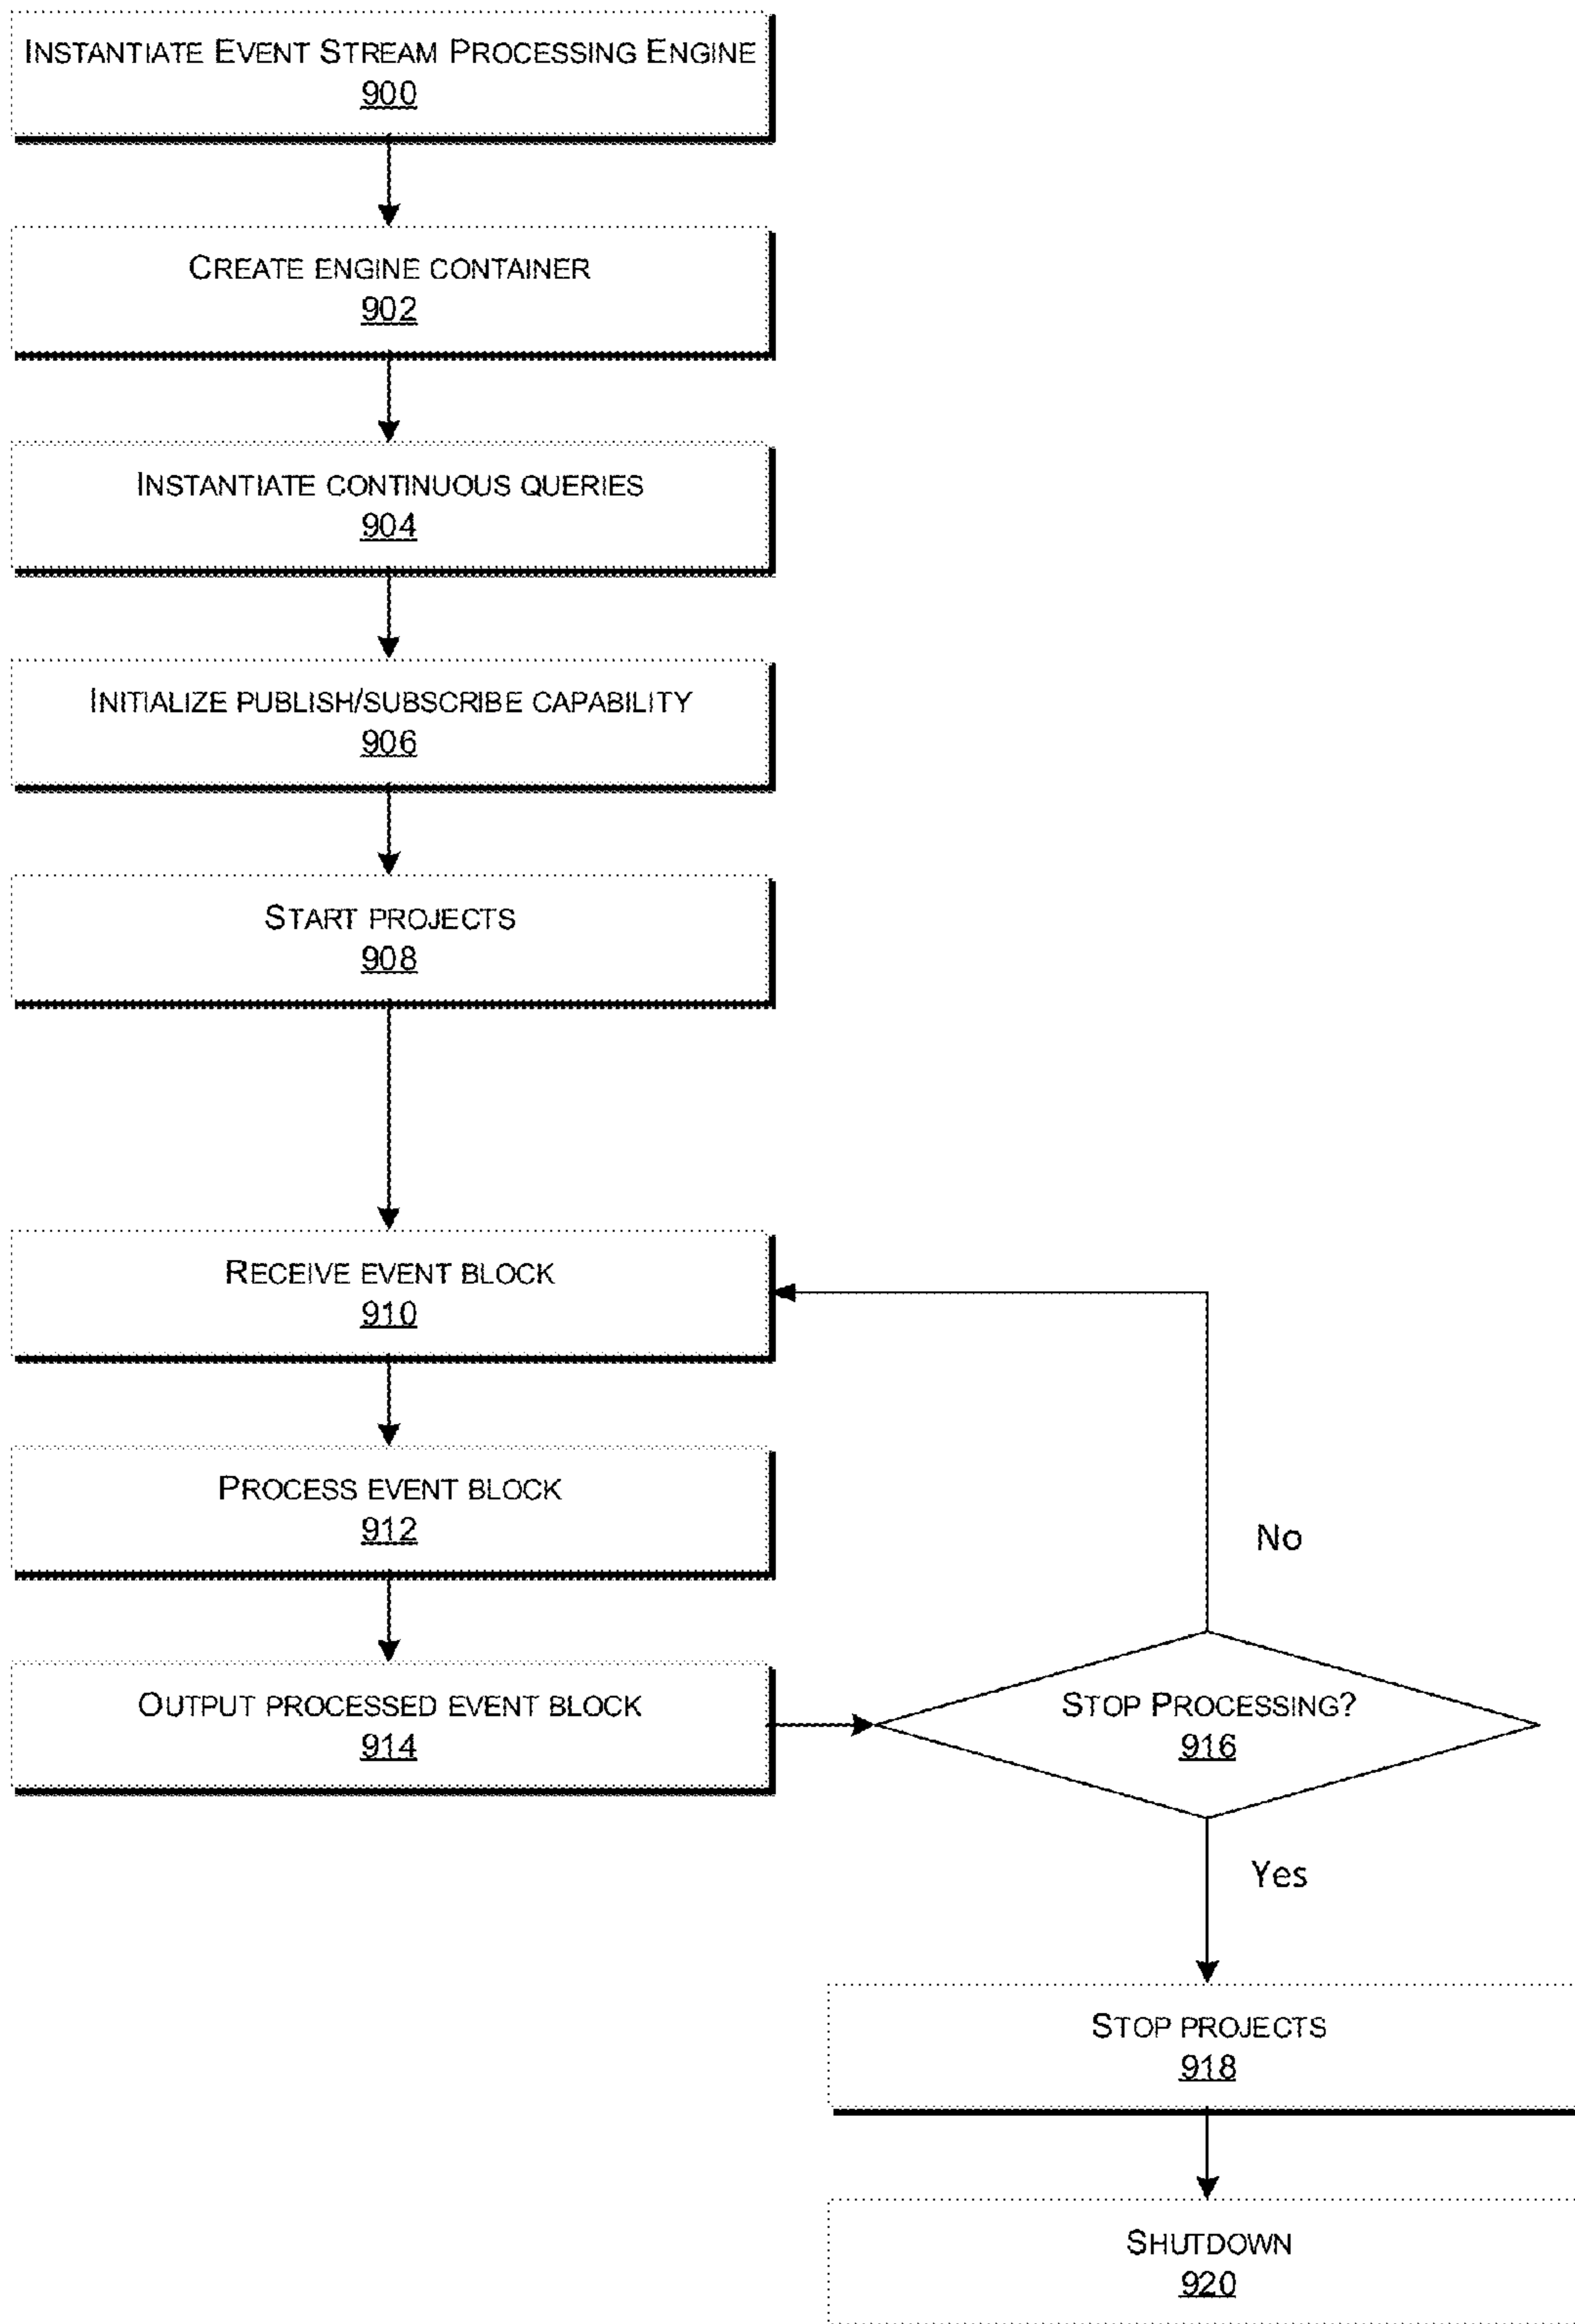 INSTANTIATE EVENT STREAM PROCESSING ENGINE
900
CREATE ENGINE CONTAINER
902
INSTANTIATE CONTINUOUS QUERIES
904
INITIALIZE PUBLISH/SUBSCRIBE CAPABILITY
906
START PROJECTS
908
RECEIVE EVENT BLOCK
910
PROCESS EVENT BLOCK
912
No
OUTPUT PROCESSED EVENT BLOCK
914
STOP PROCESSING?
916
Yes
STOP PROJECTS
918
SHUTDOWN
920